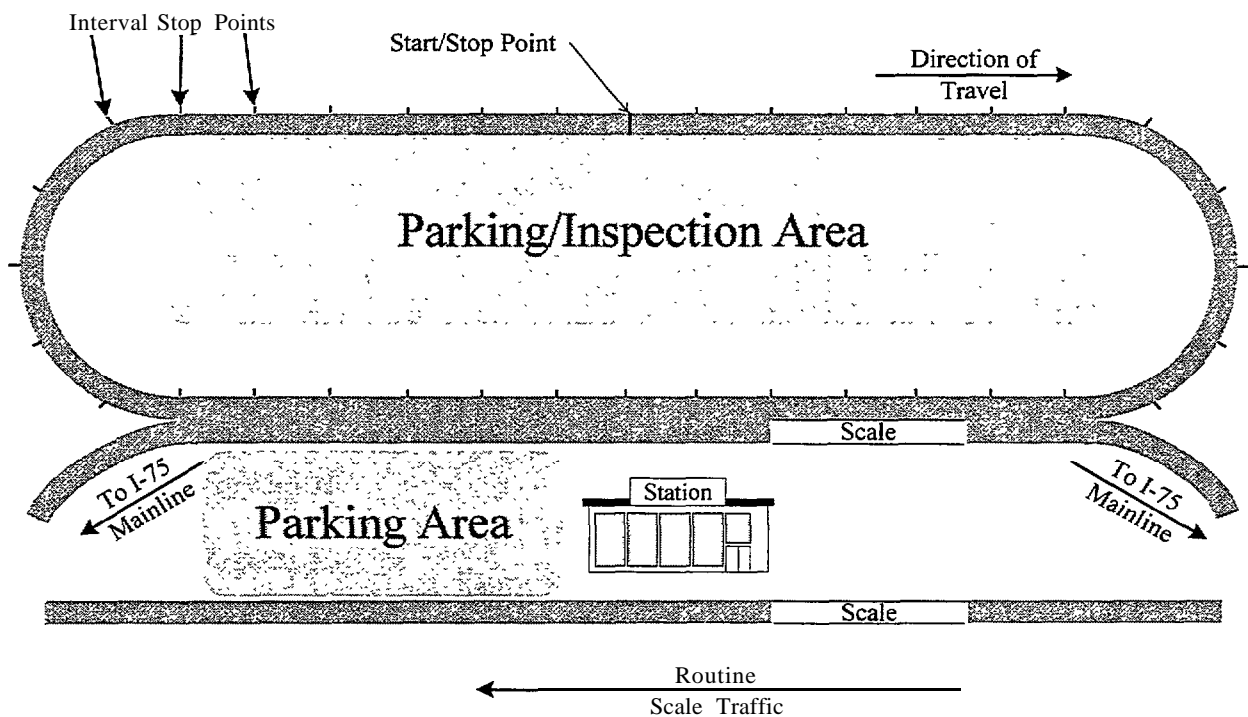 Interval Stop Points
Start/Stop Point
Direction of
Travel
Parking/Inspection Area
Scale
To I-75
Mainline
Station
To I-75
Mainline
Parking Area
Scale
Routine
Scale Traffic